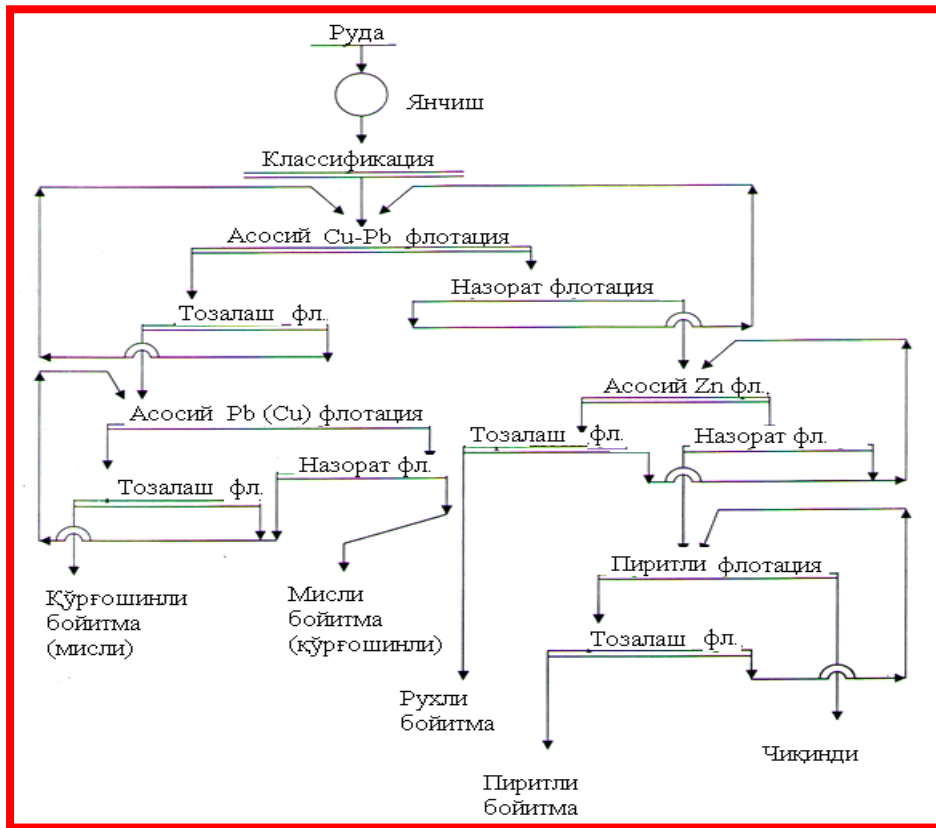 Руда
Янчиш
Классификация
Асосий Cu-Pb флотация
Назорат флотация
Тозалаш фл.
Асосий Zn фл.
Асосий Pb (Cu) флотация
Тозалаш фл.
Назорат фл.
Назорат фл.
Тозалаш фл.
Пиритли флотация
Қўрғошинли
бойитма
(мисли)
Мисли
бойитма
(қўрғошинли)
Тозалаш фл.
Рухли
бойитма
Чиқинди
Пиритли
бойитма